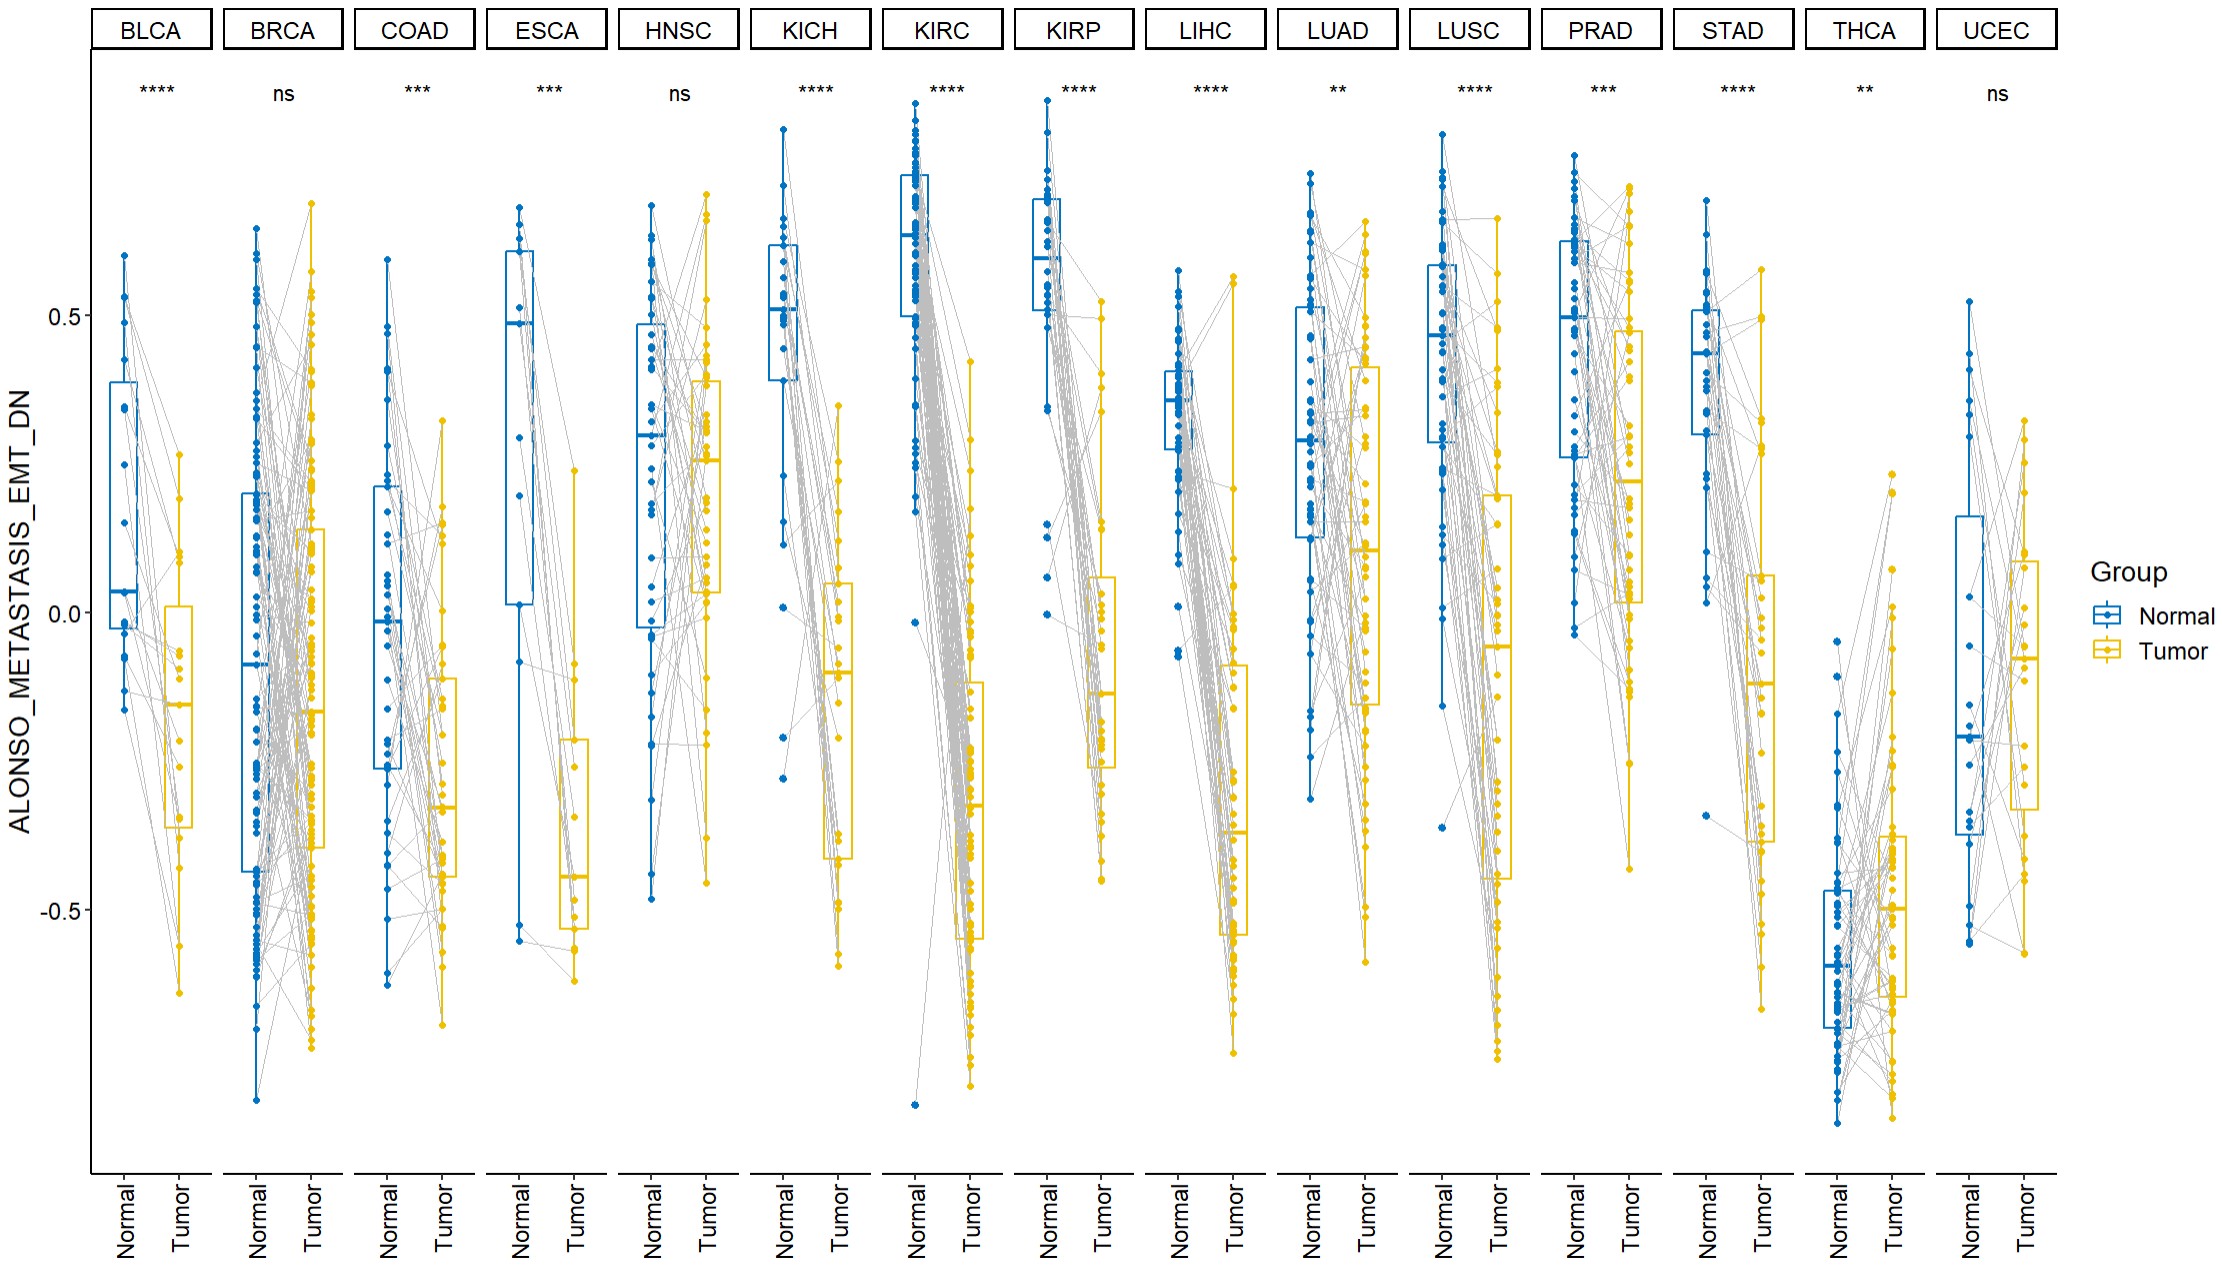 BLCA BRCA COAD ESCA HNSC KICH KIRC KIRP LIHC LUAD LUSC PRAD STAD THCA UCEC
**** ns *** *** ns **** **** **** **** ** **** *** **** ** ns
ALONSO_METASTASIS_EMT_DN
0.5
0.0
-0.5
Normal Tumor Normal Tumor Normal Tumor Normal Tumor Normal Tumor Normal Tumor Normal Tumor Normal Tumor Normal Tumor Normal Tumor Normal Tumor Normal Tumor Normal Tumor Normal Tumor Normal Tumor
Group
Normal
Tumor